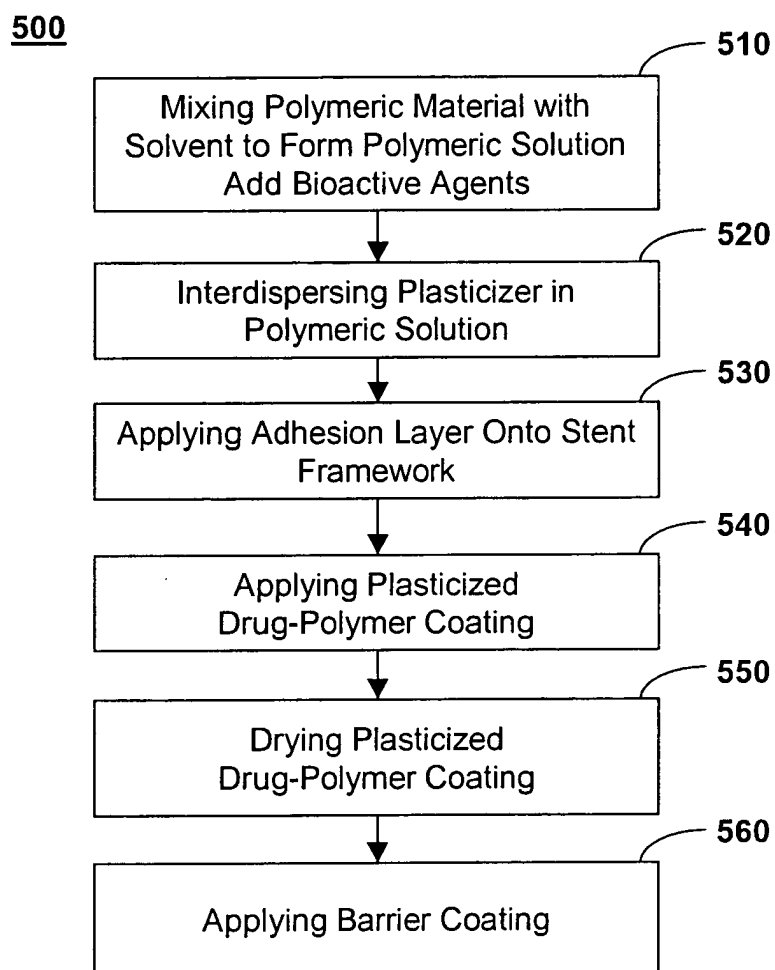 500
510
Mixing Polymeric Material with
Solvent to Form Polymeric Solution
Add Bioactive Agents
520
Interdispersing Plasticizer in
Polymeric Solution
530
Applying Adhesion Layer Onto Stent
Framework
540
Applying Plasticized
Drug-Polymer Coating
550
Drying Plasticized
Drug-Polymer Coating
560
Applying Barrier Coating